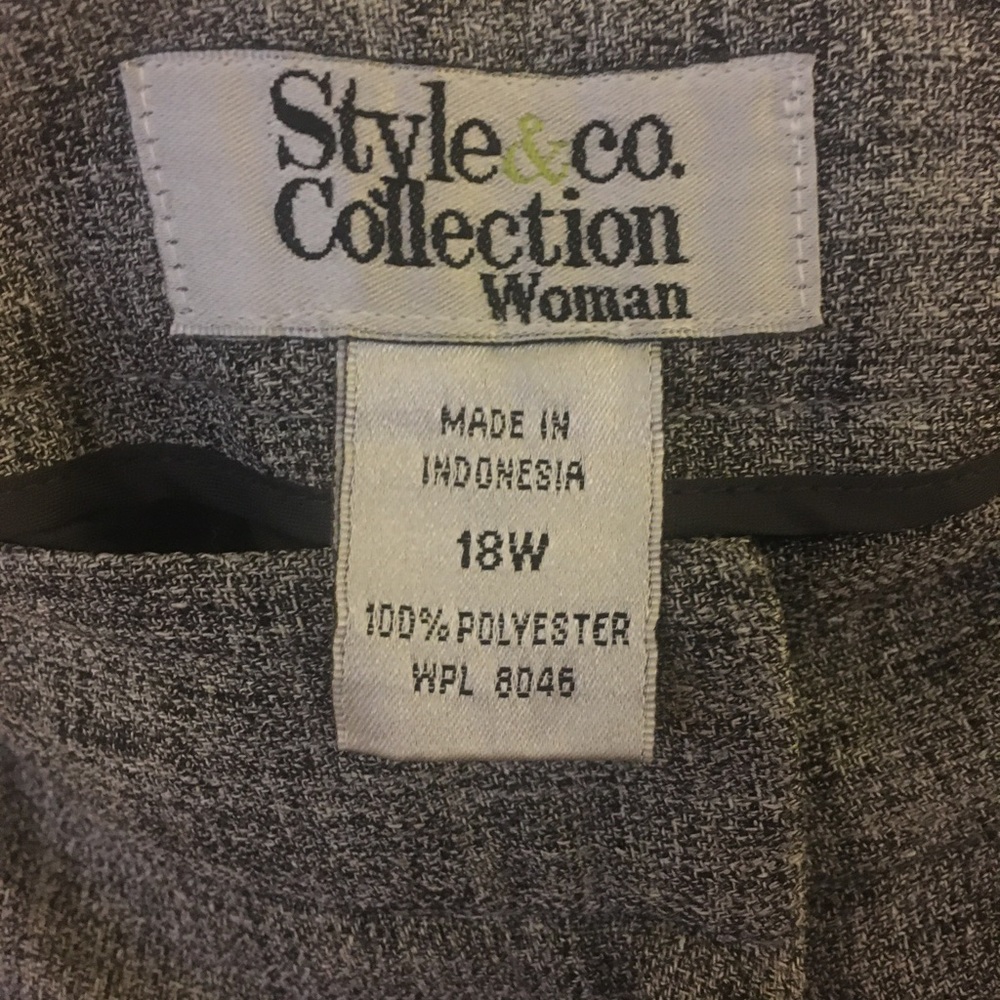 Style&co.
Collection
Woman
MADE IN
INDONESIA
18W
100% POLYESTER
WPL 8046